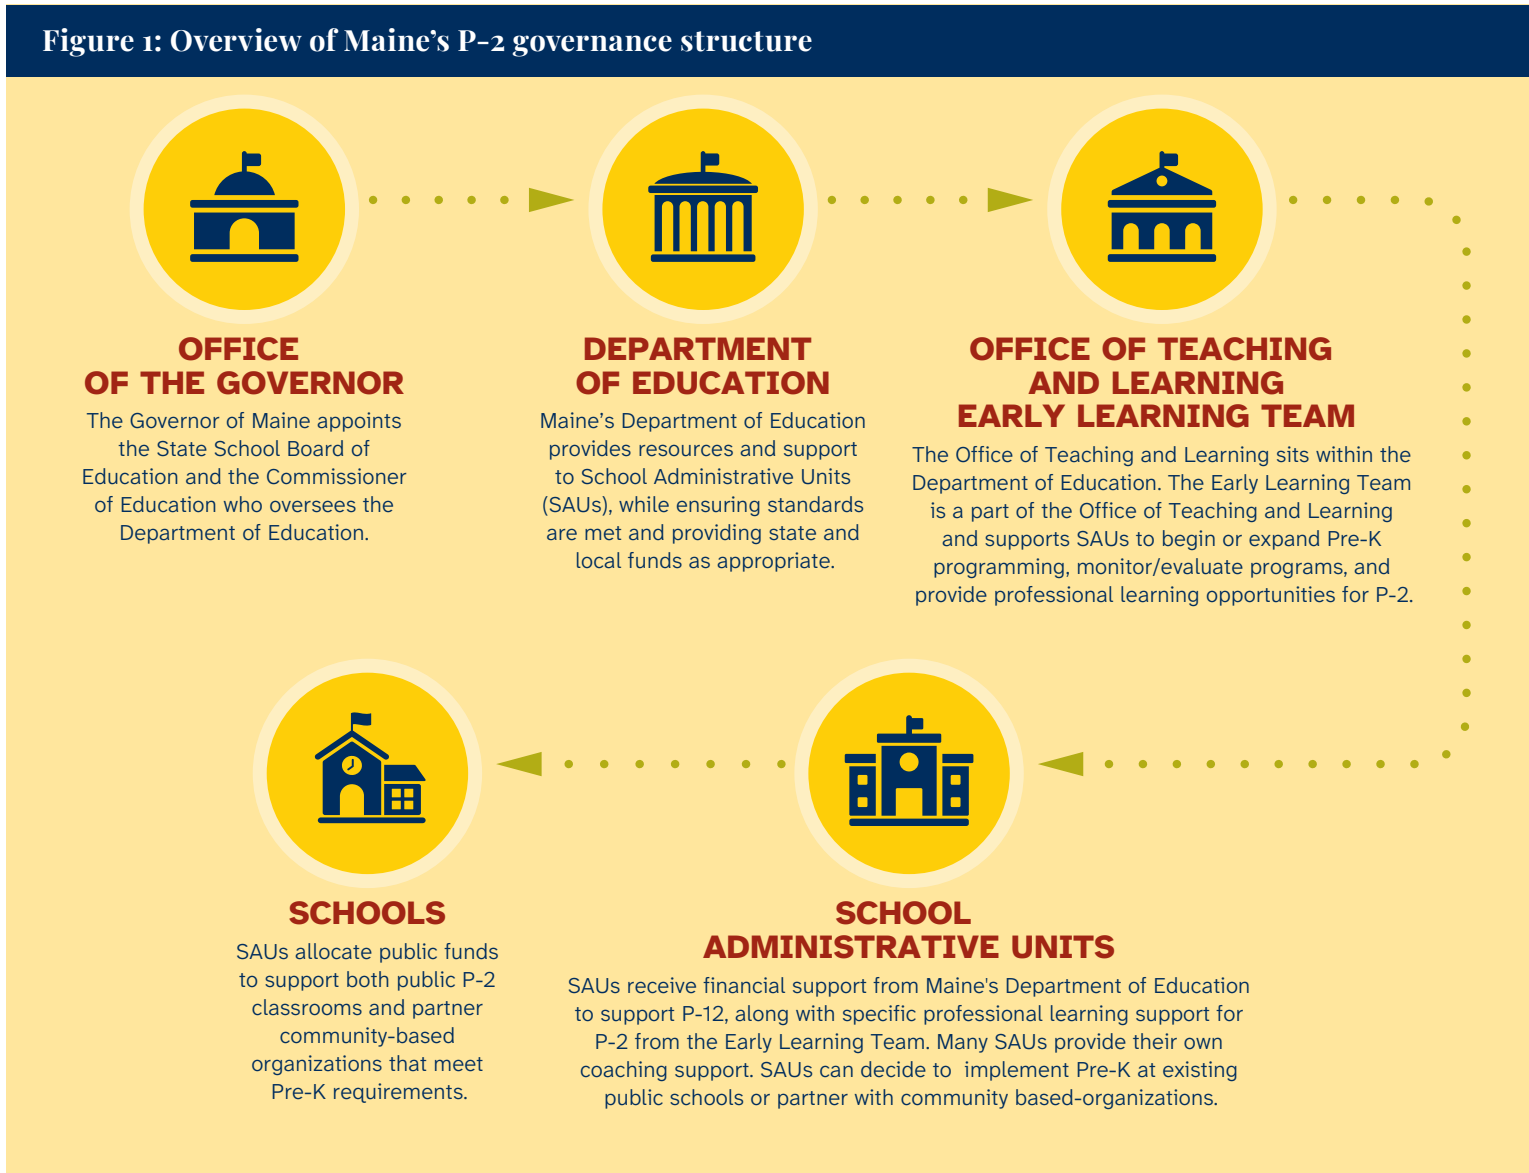 Figure 1: Overview of Maine’s P-2 governance structure
OFFICE
OF THE GOVERNOR
The Governor of Maine appoints
the State School Board of
Education and the Commissioner
of Education who oversees the
Department of Education.
DEPARTMENT
OF EDUCATION
Maine’s Department of Education
provides resources and support
to School Administrative Units
(SAUs), while ensuring standards
are met and providing state and
local funds as appropriate.
OFFICE OF TEACHING
AND LEARNING
EARLY LEARNING TEAM
The Office of Teaching and Learning sits within the
Department of Education. The Early Learning Team
is a part of the Office of Teaching and Learning
and supports SAUs to begin or expand Pre-K
programming, monitor/evaluate programs, and
provide professional learning opportunities for P-2.
SCHOOLS
SAUs allocate public funds
to support both public P-2
classrooms and partner
community-based
organizations that meet
Pre-K requirements.
SCHOOL
ADMINISTRATIVE UNITS
SAUs receive financial support from Maine's Department of Education
to support P-12, along with specific professional learning support for
P-2 from the Early Learning Team. Many SAUs provide their own
coaching support. SAUs can decide to  implement Pre-K at existing
public schools or partner with community based-organizations.